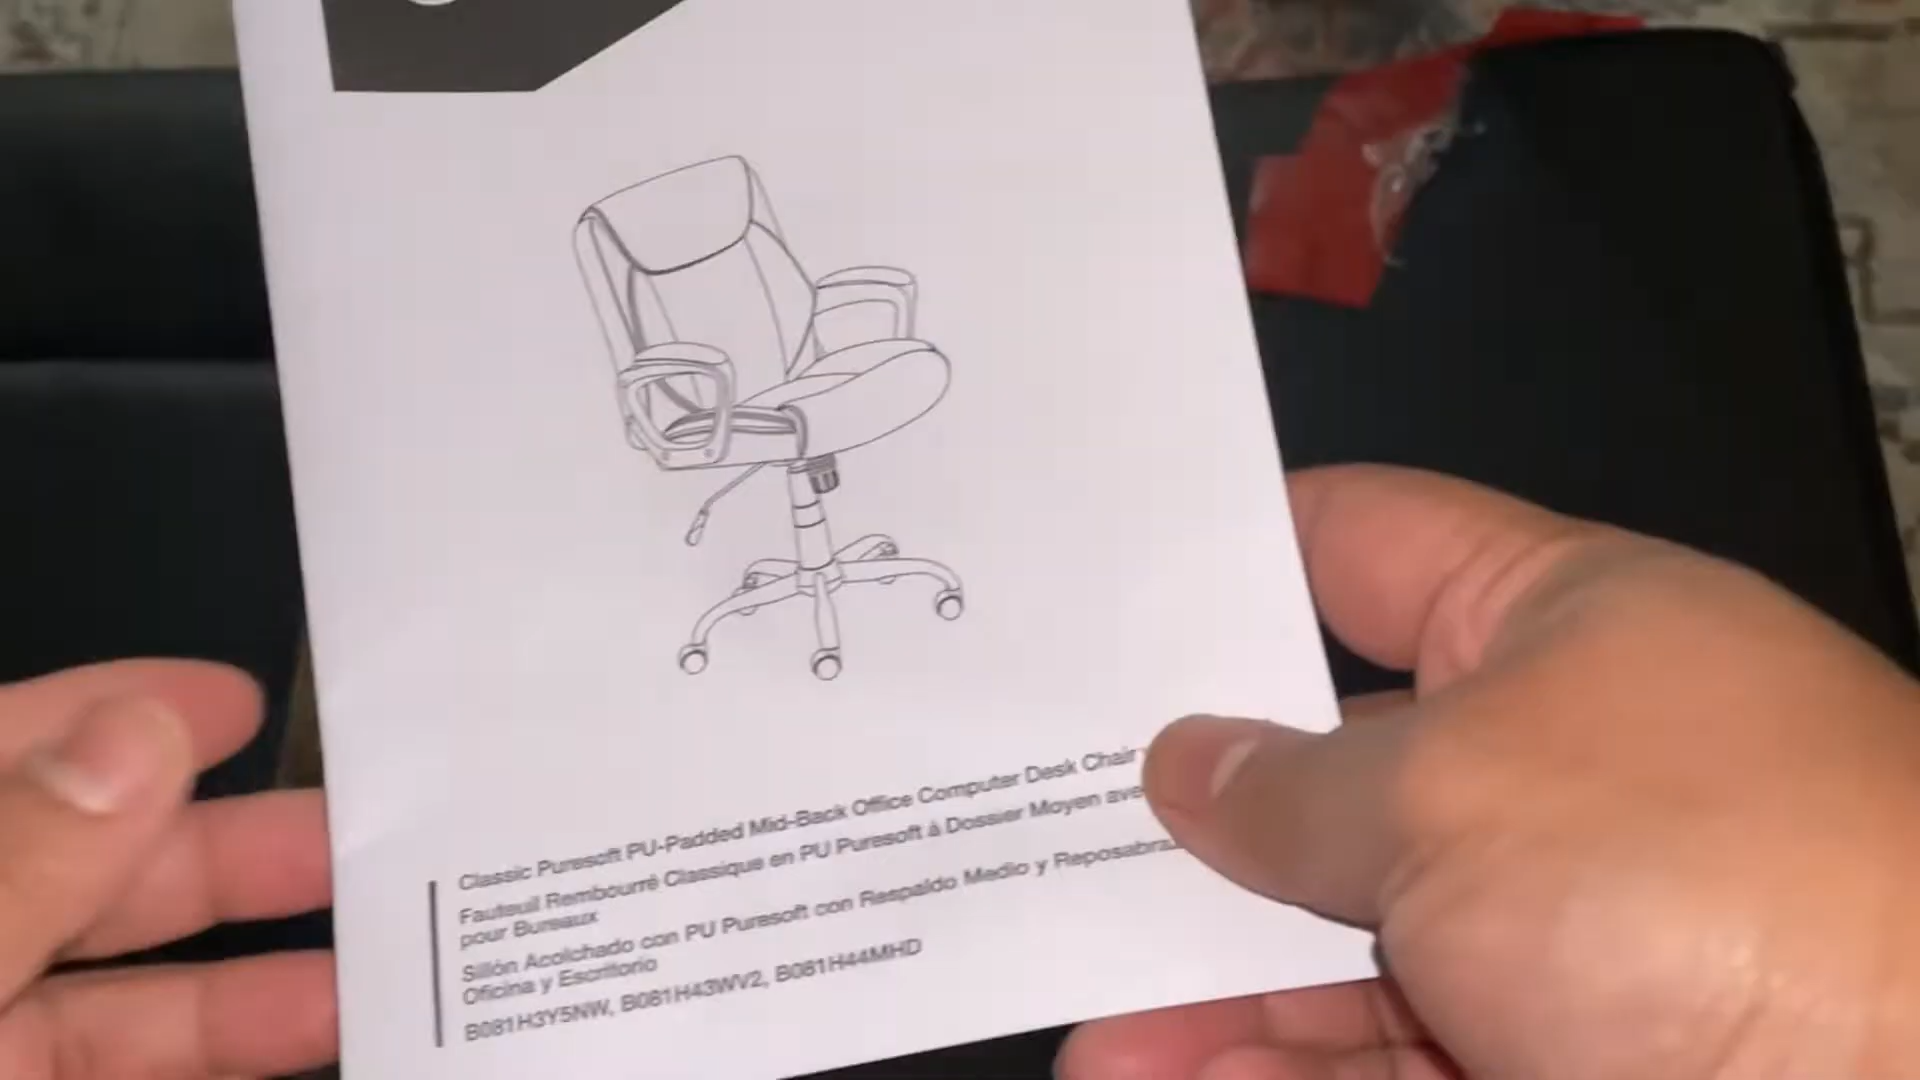 Classic Puresoft PU-Padded Mid-Back Office Computer Desk Chair
Fauteuil Rembourré Classique en PU Puresoft à Dossier Moyen
pour Bureaux
Sillón Acolchado con PU Puresoft con Respaldo Medio y
Oficina y Escritorio
B081H3Y5NW, B081H43WV2, B081H44MHD